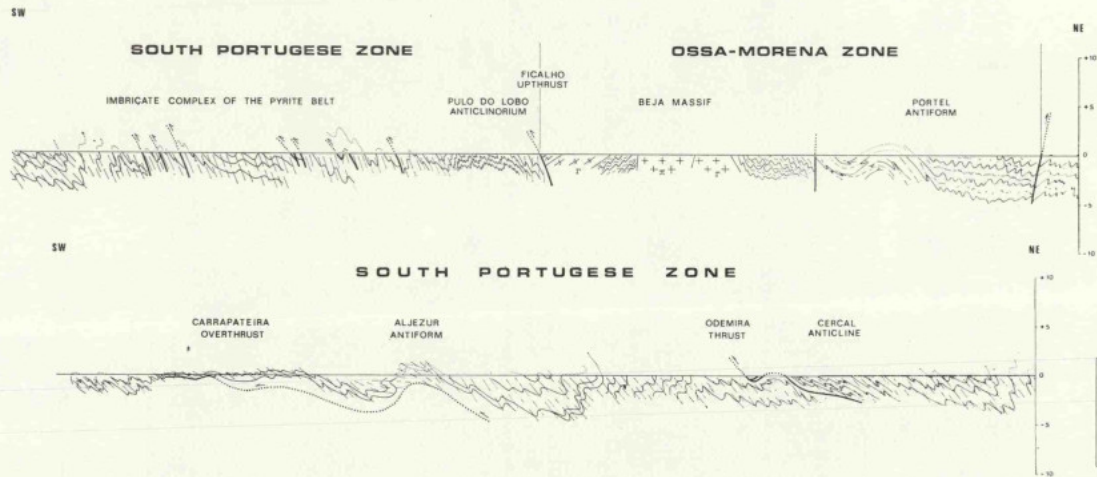 SW
NE
SOUTH PORTUGESE ZONE
OSSA-MORENA ZONE
FICALHO
UPTHRUST
IMBRICATE COMPLEX OF THE PYRITE BELT
PULO DO LOBO
ANTICLINORIUM
BEJA MASSIF
PORTEL
ANTIFORM
+10
+5
0
-5
-10
SW
NE
SOUTH PORTUGESE ZONE
CARRAPATEIRA
OVERTHRUST
ALJEZUR
ANTIFORM
ODEMIRA
THRUST
CERCAL
ANTICLINE
+10
+5
0
-5
-10